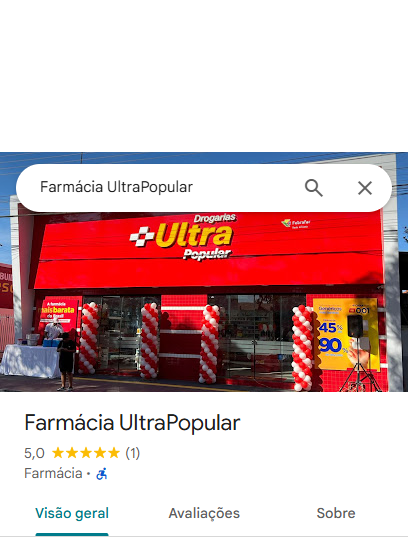 Farmácia UltraPopular
Drogarias
Ultra
Popular
Febrafar
A farmácia
mais barata
do Brasil
45%
90
Farmácia UltraPopular
5,0 ★★★★★ (1)
Farmácia ·
Visão geral
Avaliações
Sobre